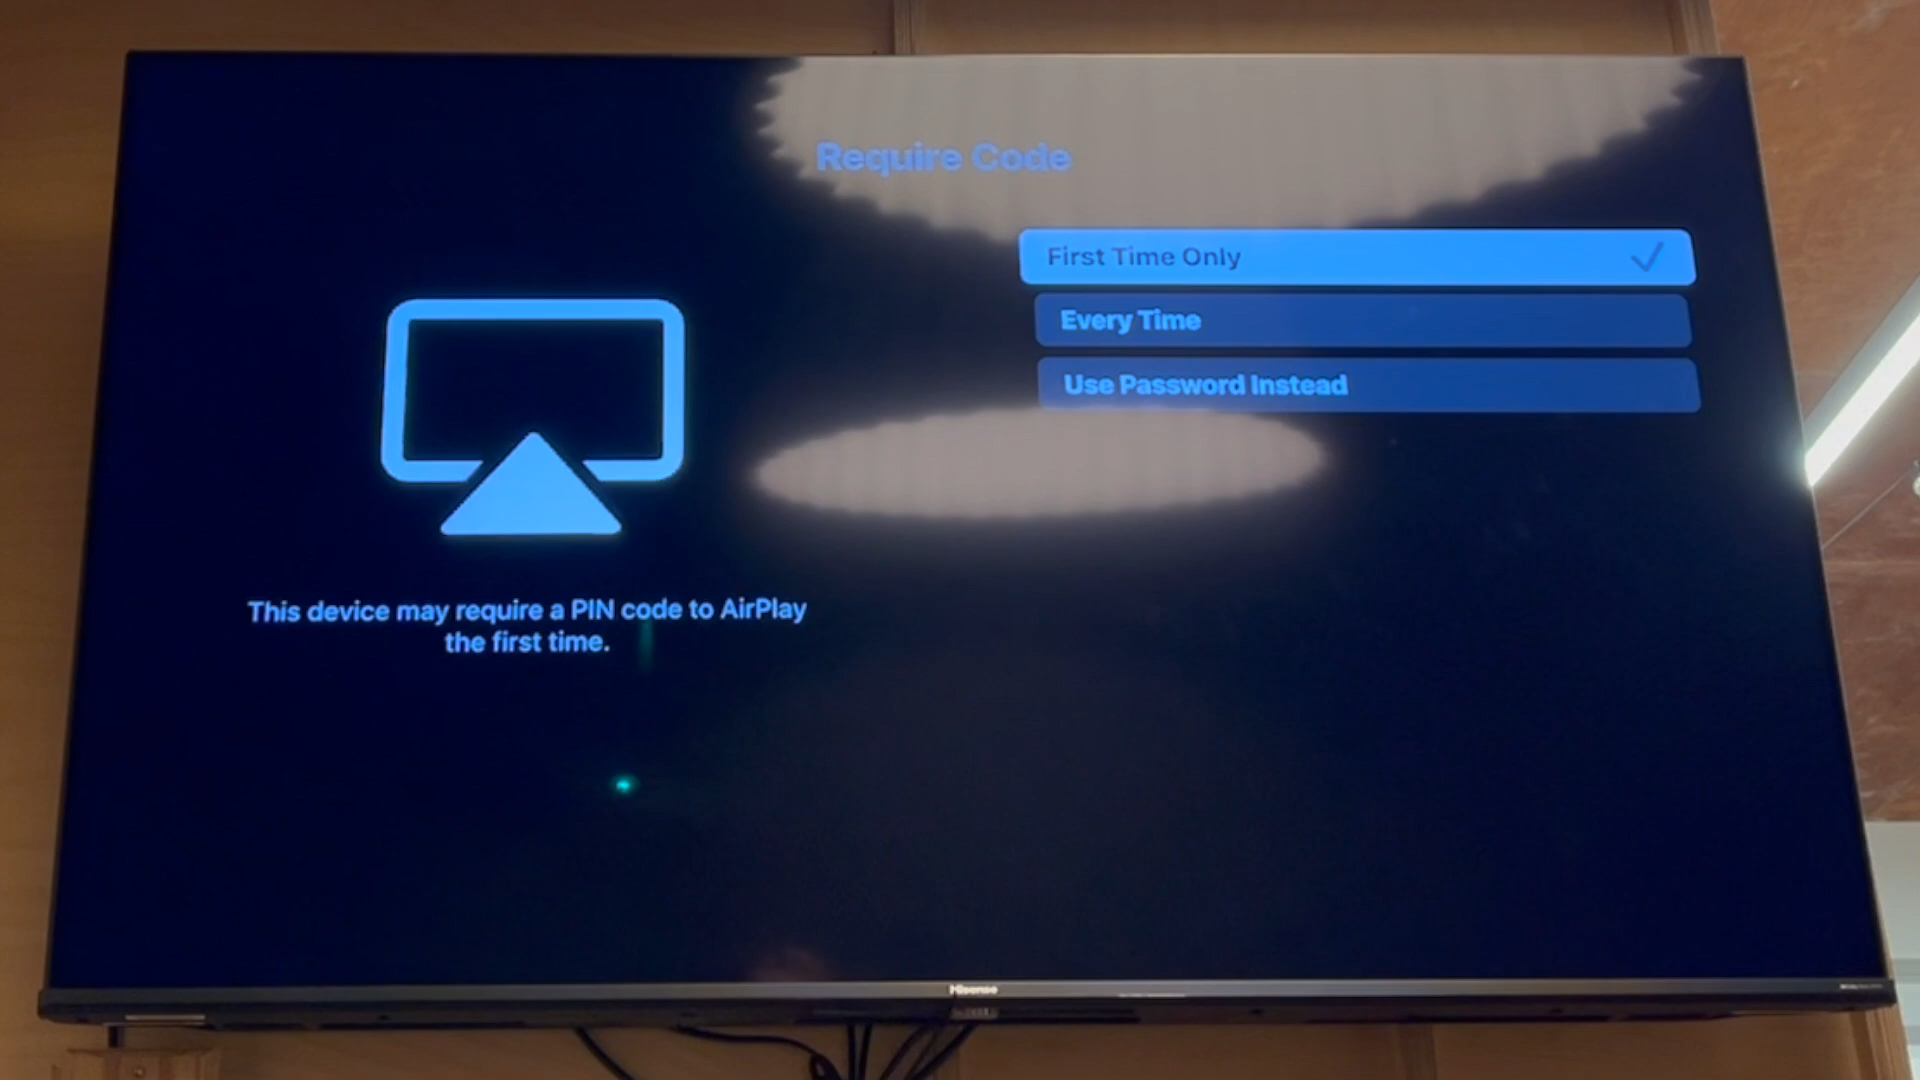 Require Code
First Time Only
Every Time
Use Password Instead
This device may require a PIN code to AirPlay
the first time.
Hisense